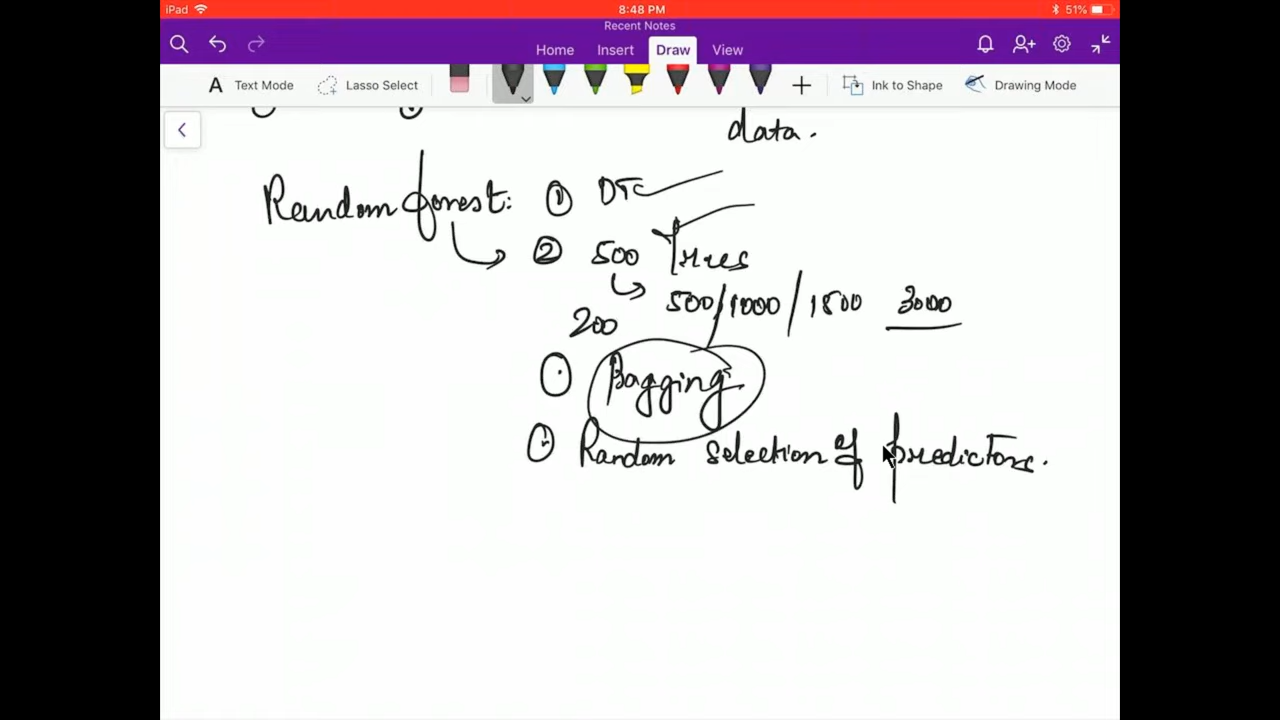 iPad 8:48 PM 51%
Recent Notes
Home Insert Draw View
Text Mode Lasso Select Ink to Shape Drawing Mode
data.
Random forest: ① DTC
② 500 Trees
500/1000/1500 3000
200
Bagging
Random selection of predictors.